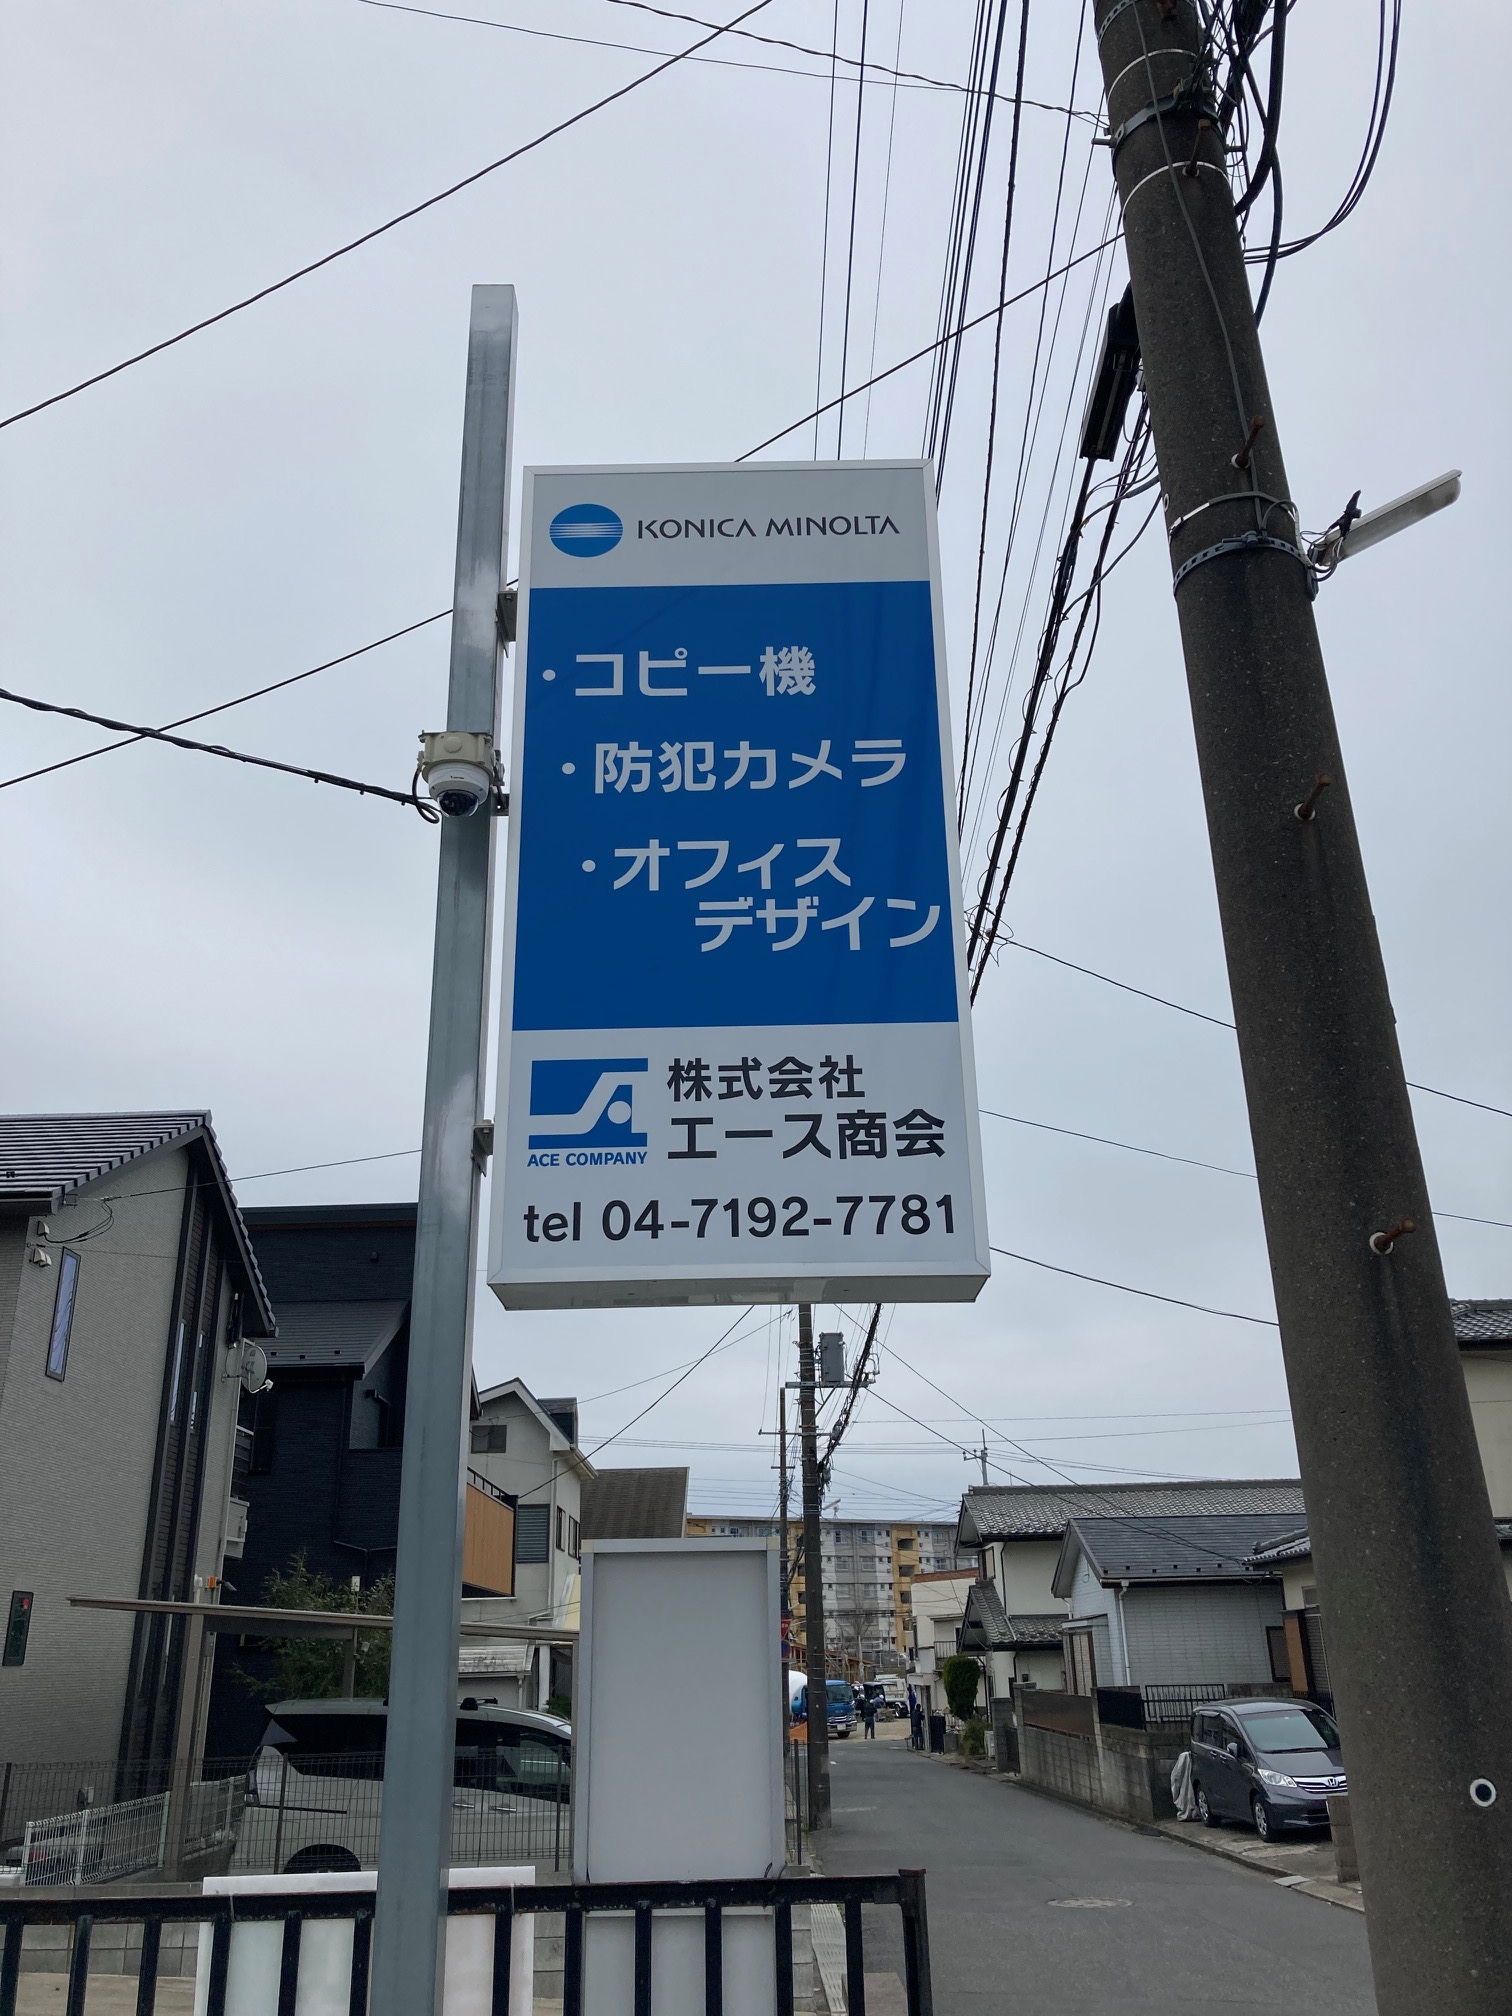 KONICA MINOLTA
・コピー機
・防犯カメラ
・オフィス
デザイン
株式会社
エース商会
ACE COMPANY
tel 04-7192-7781